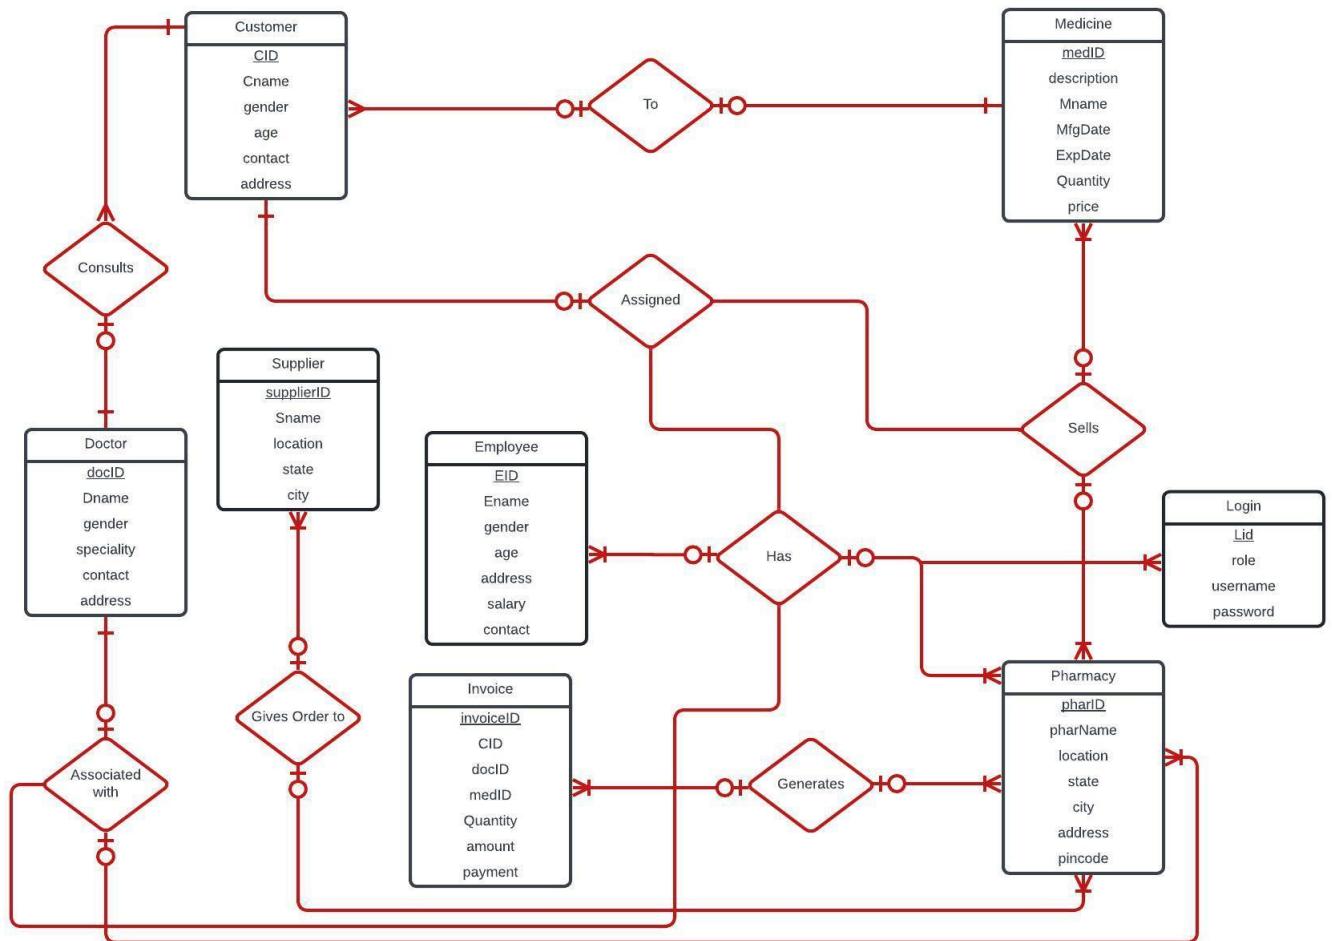 Customer
CID
Cname
gender
age
contact
address
To
Medicine
medID
description
Mname
MfgDate
ExpDate
Quantity
price
Consults
Assigned
Sells
Supplier
supplierID
Sname
location
state
city
Doctor
docID
Dname
gender
speciality
contact
address
Employee
EID
Ename
gender
age
address
salary
contact
Has
Login
Lid
role
username
password
Gives Order to
Invoice
invoiceID
CID
docID
medID
Quantity
amount
payment
Generates
Pharmacy
pharID
pharName
location
state
city
address
pincode
Associated
with